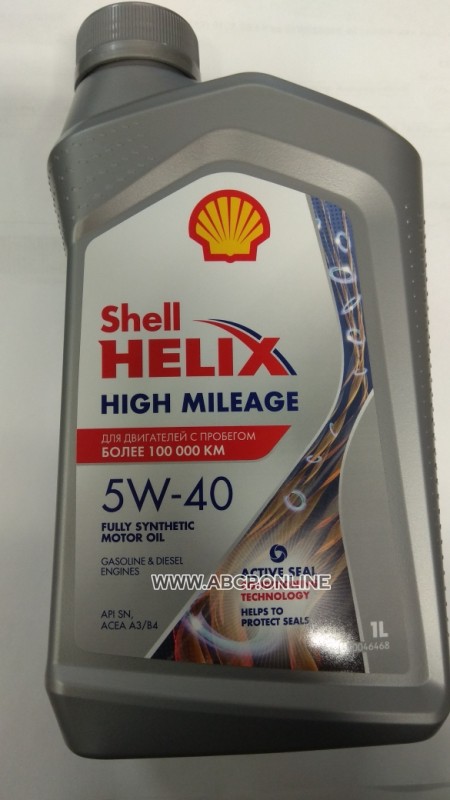 Shell
HELIX
HIGH MILEAGE
ДЛЯ ДВИГАТЕЛЕЙ С ПРОБЕГОМ
БОЛЕЕ 100 000 КМ
5W-40
FULLY SYNTHETIC
MOTOR OIL
GASOLINE & DIESEL
ENGINES
ACTIVE SEAL
WWW.ABCP.ONLINE
TECHNOLOGY
HELPS TO
PROTECT SEALS
API SN,
ACEA A3/B4
1L